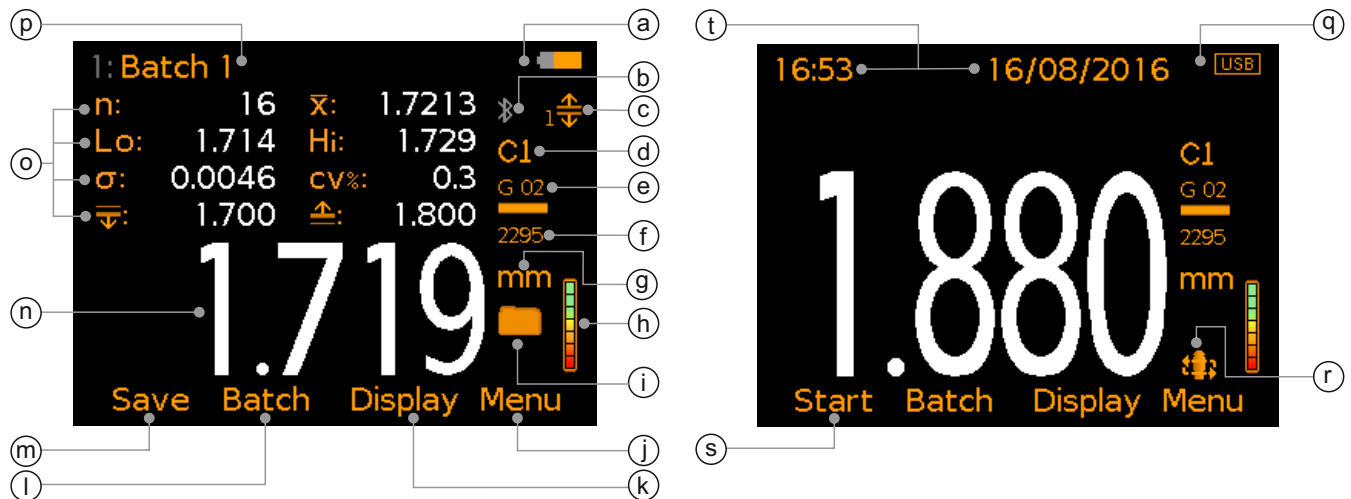 p
a
1: Batch 1
b
n: 16 x̄: 1.7213
1
c
Lo: 1.714 Hi: 1.729
C1
d
o
σ: 0.0046 cv%: 0.3
G 02
e
1.700 1.800
2295
f
mm
g
n
1.719
h
i
Save Batch Display Menu
m
j
l
k
t
q
16:53 16/08/2016 USB
C1
G 02
2295
mm
1.880
r
Start Batch Display Menu
s